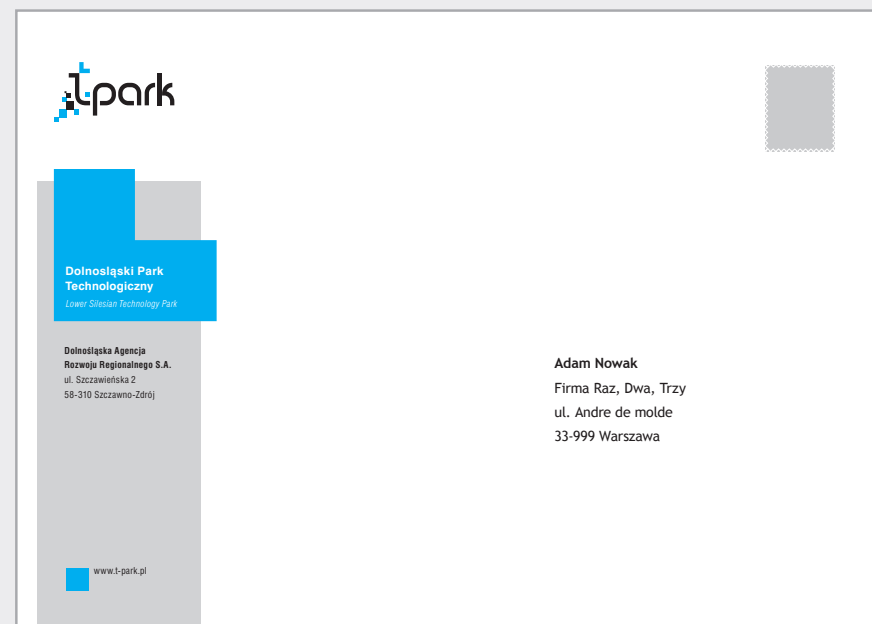 t-park
Dolnosląski Park
Technologiczny
Lower Silesian Technology Park
Dolnośląska Agencja
Rozwoju Regionalnego S.A.
ul. Szczawieńska 2
58-310 Szczawno-Zdrój
www.t-park.pl
Adam Nowak
Firma Raz, Dwa, Trzy
ul. Andre de molde
33-999 Warszawa